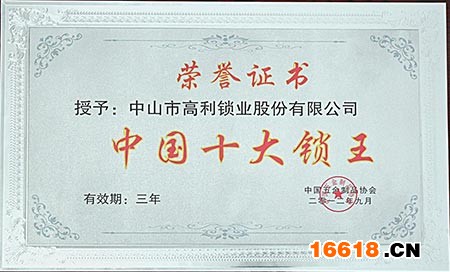 荣誉证书
授予：中山市高利锁业股份有限公司
中国十大锁王
有效期：三年
中国五金制品协会
二〇一二年九月
16618.CN